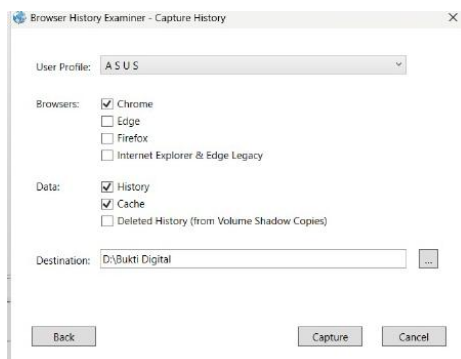 Browser History Examiner - Capture History
User Profile: A S U S
Browsers: Chrome
Edge
Firefox
Internet Explorer & Edge Legacy
Data: History
Cache
Deleted History (from Volume Shadow Copies)
Destination: D:\Bukti Digital ...
Back Capture Cancel